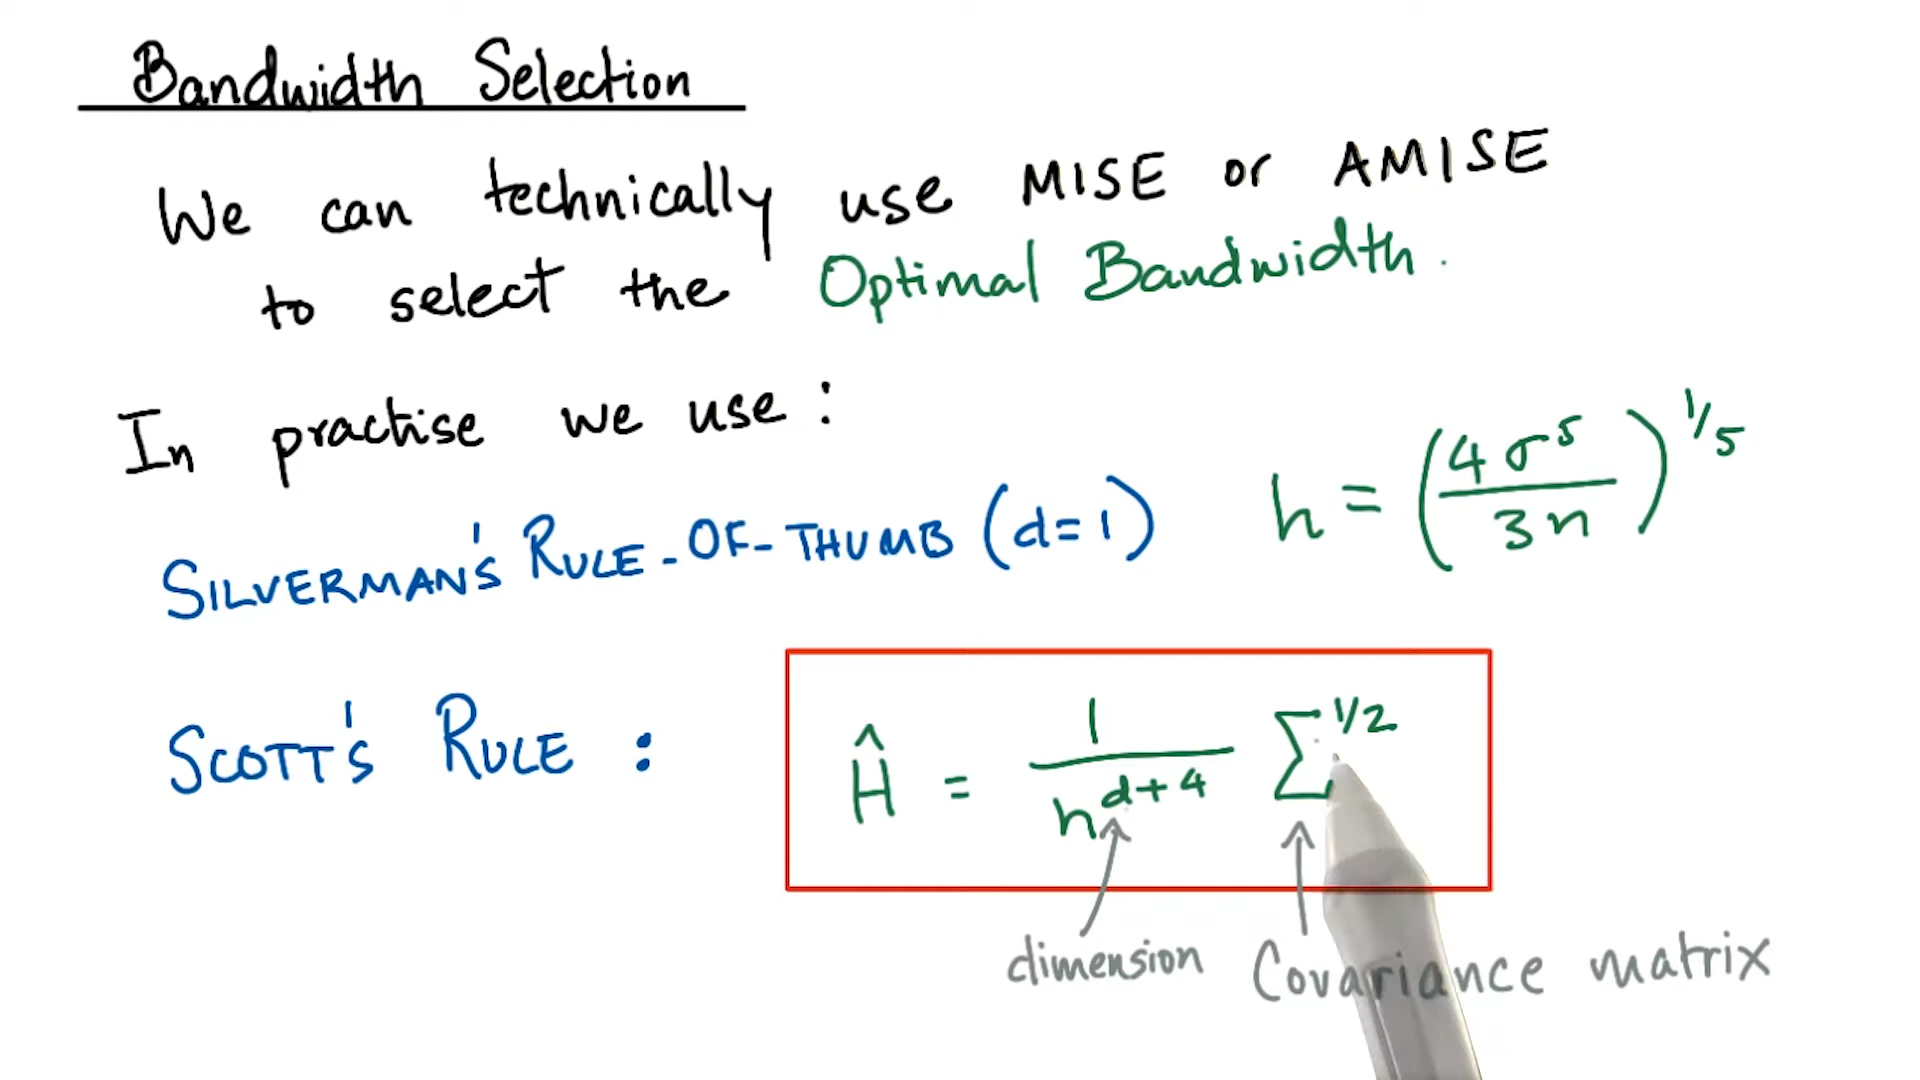 Bandwidth Selection
We can technically use MISE or AMISE
to select the Optimal Bandwidth.
In practise we use :
SILVERMAN'S RULE-OF-THUMB (d=1) h = (4σ⁵/3n)^1/5
SCOTT'S RULE : Ĥ = 1/n^d+4 Σ^1/2
dimension Covariance matrix